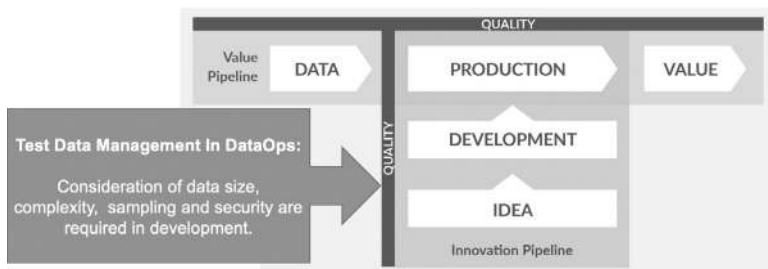 QUALITY
Value
Pipeline
DATA
PRODUCTION
VALUE
QUALITY
DEVELOPMENT
IDEA
Innovation Pipeline
Test Data Management In DataOps:
Consideration of data size,
complexity, sampling and security are
required in development.